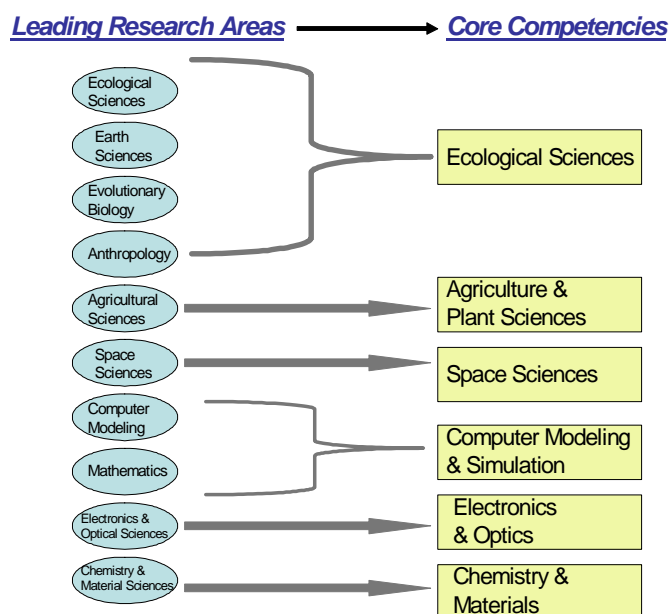 Leading Research Areas
Core Competencies
Ecological
Sciences
Earth
Sciences
Evolutionary
Biology
Anthropology
Ecological Sciences
Agricultural
Sciences
Agriculture &
Plant Sciences
Space
Sciences
Space Sciences
Computer
Modeling
Mathematics
Computer Modeling
& Simulation
Electronics &
Optical Sciences
Electronics
& Optics
Chemistry &
Material Sciences
Chemistry &
Materials